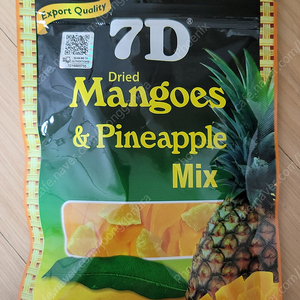 Export Quality
7D®
Dried
Mangoes
& Pineapple
Mix